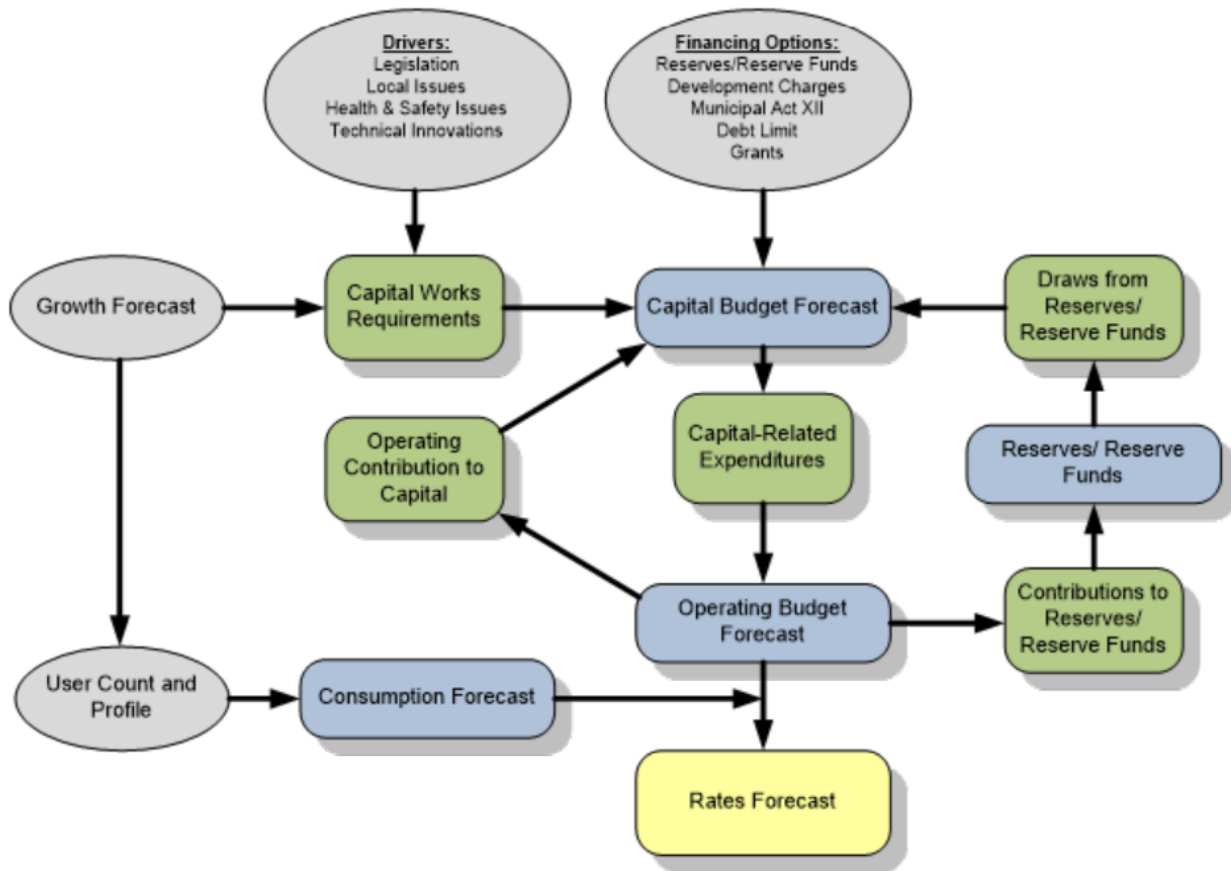 Drivers:
Legislation
Local Issues
Health & Safety Issues
Technical Innovations
Financing Options:
Reserves/Reserve Funds
Development Charges
Municipal Act XII
Debt Limit
Grants
Growth Forecast
Capital Works
Requirements
Capital Budget Forecast
Draws from
Reserves/
Reserve Funds
Operating
Contribution to
Capital
Capital-Related
Expenditures
Reserves/ Reserve
Funds
Operating Budget
Forecast
Contributions to
Reserves/
Reserve Funds
User Count and
Profile
Consumption Forecast
Rates Forecast